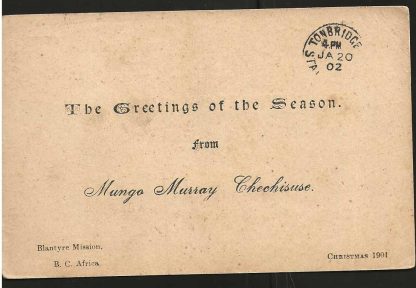 TONBRIDGE
4.PM
JA 20
02
The Greetings of the Season.
from
Mungo Murray Chechisuse.
Blantyre Mission,
B. C. Africa
CHRISTMAS 1901